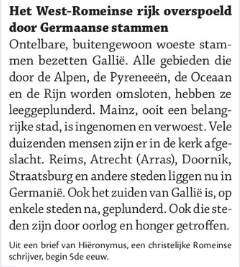 Het West-Romeinse rijk overspoeld
door Germaanse stammen
Ontelbare, buitengewoon woeste stam-
men bezetten Gallië. Alle gebieden die
door de Alpen, de Pyreneeën, de Oceaan
en de Rijn worden omsloten, hebben ze
leeggeplunderd. Mainz, ooit een belang-
rijke stad, is ingenomen en verwoest. Vele
duizenden mensen zijn er in de kerk afge-
slacht. Reims, Atrecht (Arras), Doornik,
Straatsburg en andere steden liggen nu in
Germanië. Ook het zuiden van Gallië is, op
enkele steden na, geplunderd. Ook die ste-
den zijn door oorlog en honger getroffen.
Uit een brief van Hiëronymus, een christelijke Romeinse
schrijver, begin 5de eeuw.